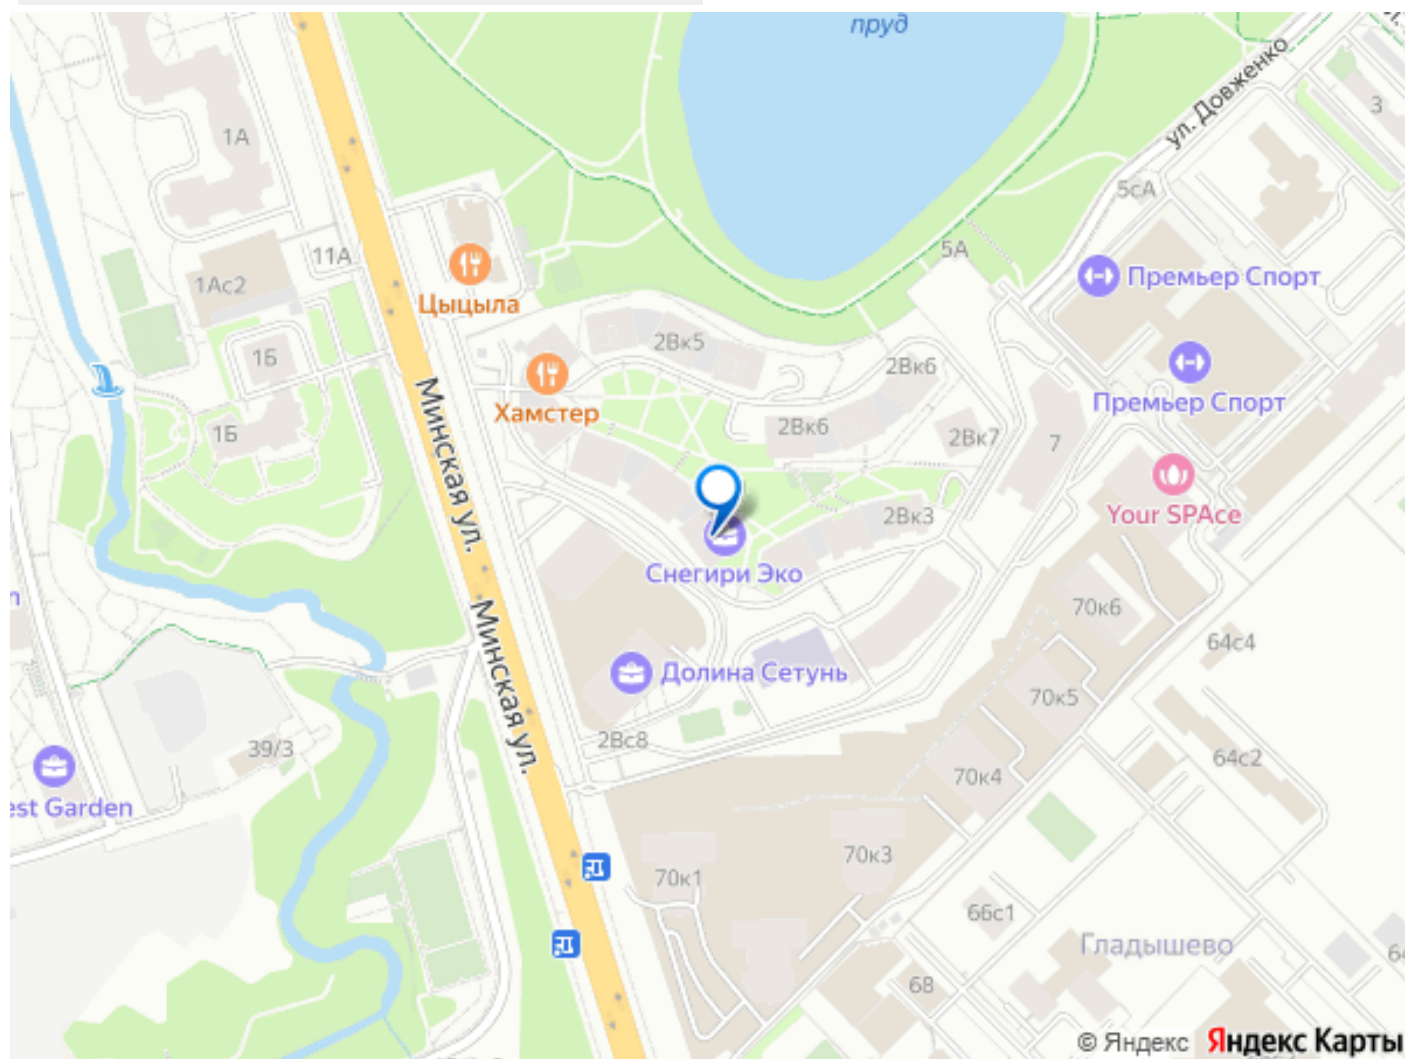 пруд
ул. Довженко
3
1А
5сА
11А
5А
Премьер Спорт
1Ас2
Цыцыла
2Вк5
1Б
2Вк6
Хамстер
Премьер Спорт
1Б
2Вк6
2Вк7
7
Минская ул.
Your SPAce
2Вк3
Снегири Эко
70к6
Минская ул.
64с4
Долина Сетунь
70к5
2Вс8
39/3
64с2
70к4
est Garden
70к3
70к1
66с1
Гладышево
64
68
© Яндекс Яндекс Карты